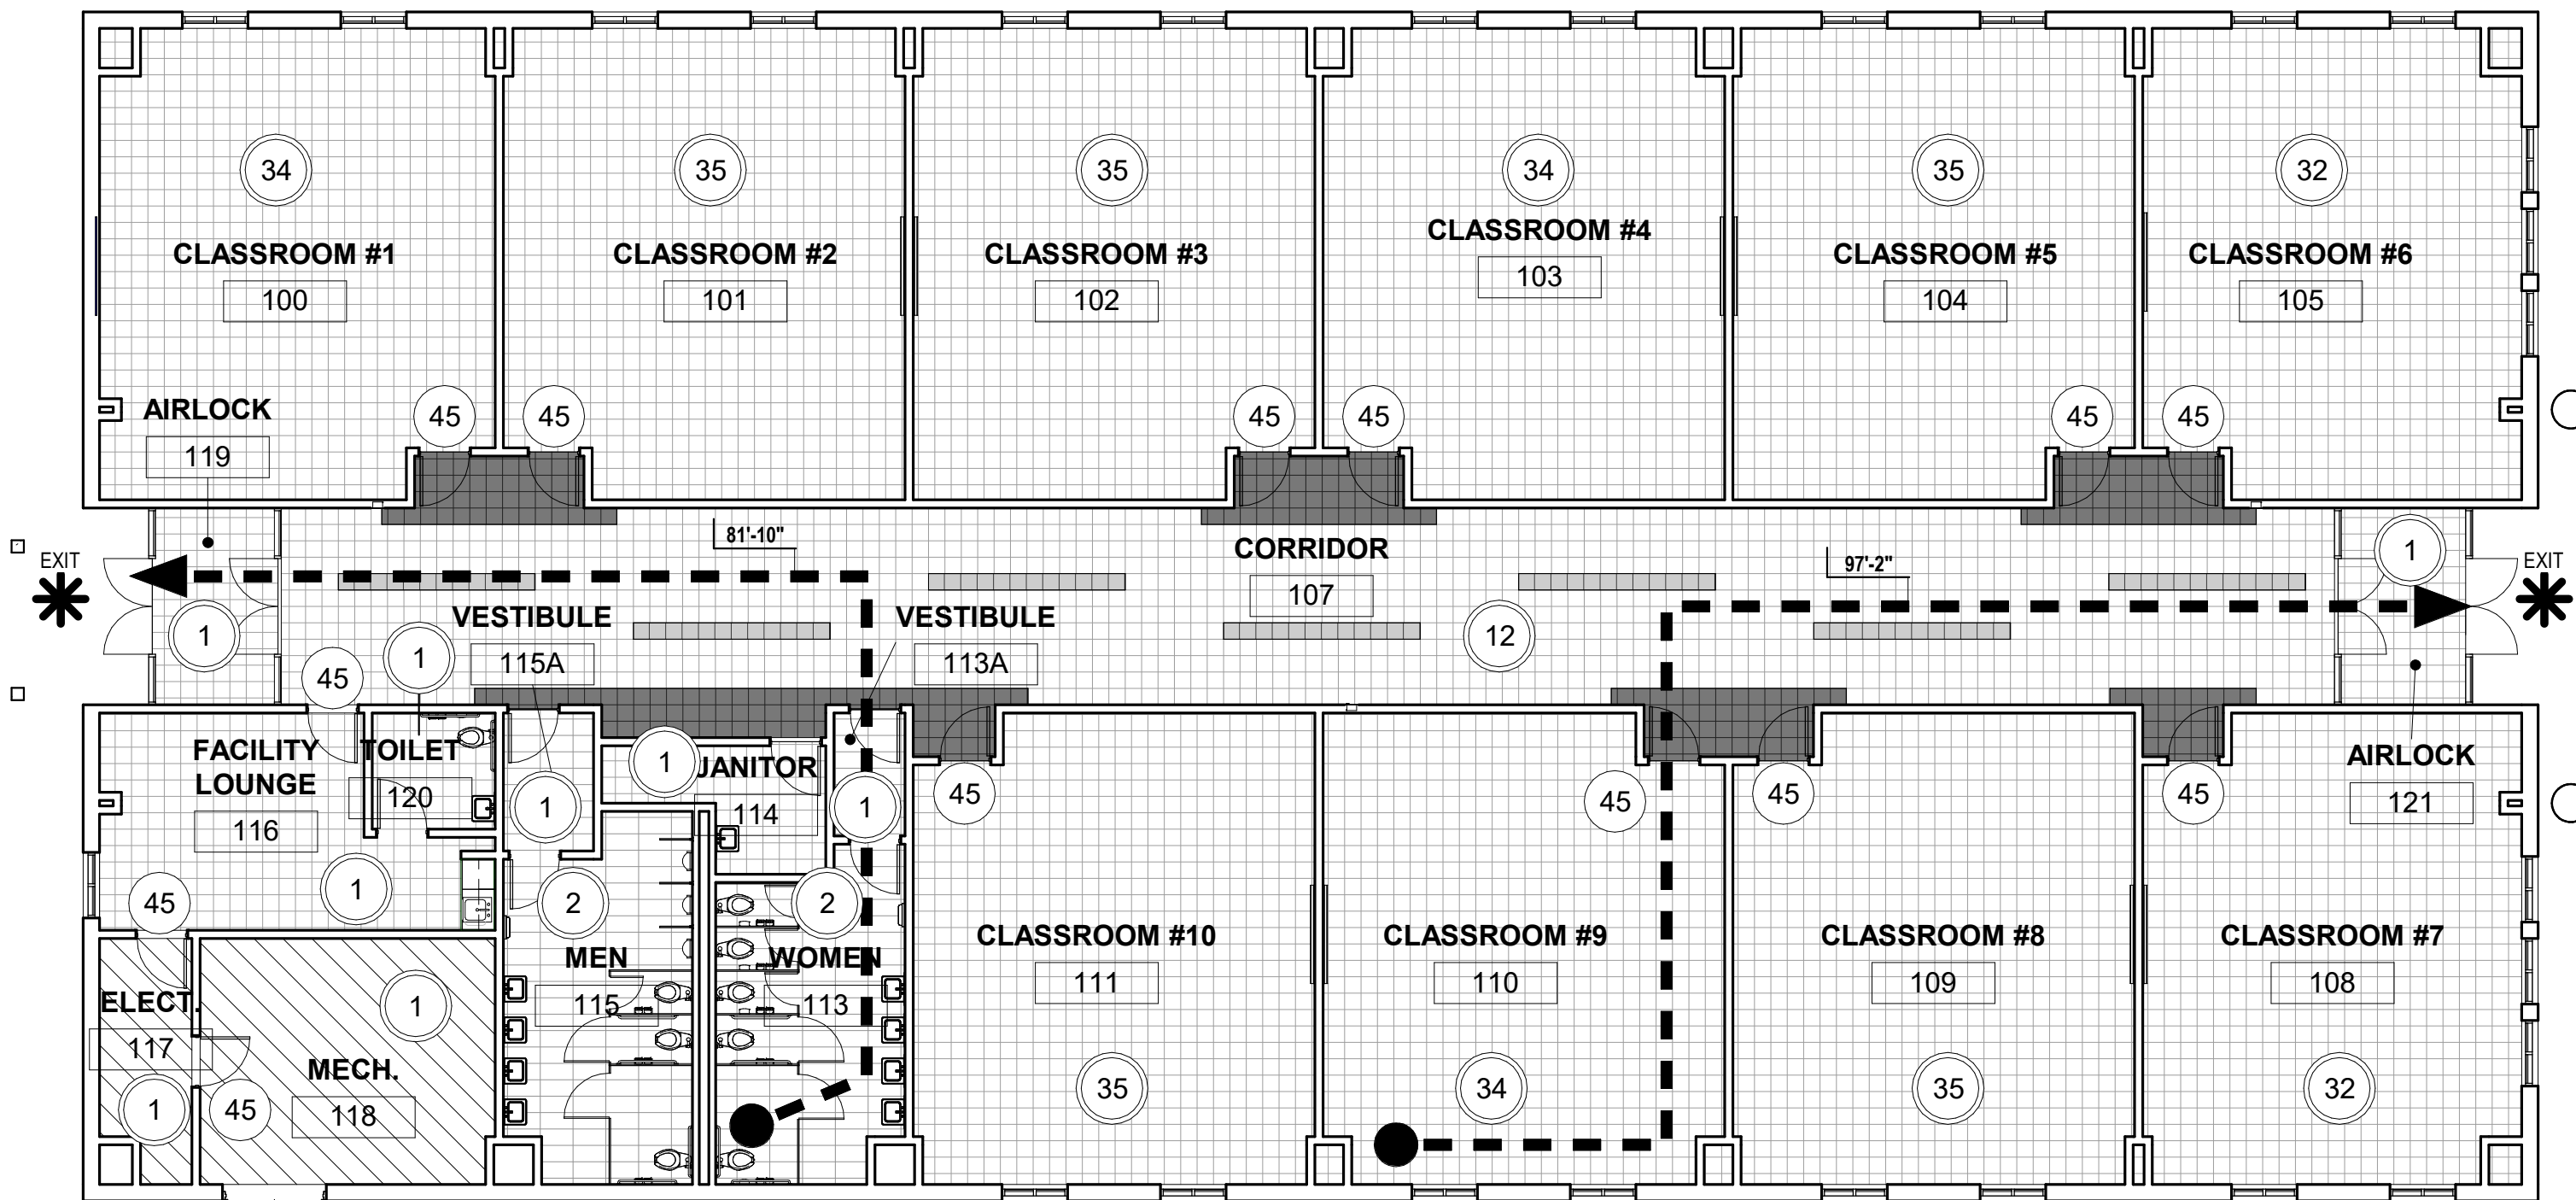 34
35
35
34
35
32
CLASSROOM #1
100
CLASSROOM #2
101
CLASSROOM #3
102
CLASSROOM #4
103
CLASSROOM #5
104
CLASSROOM #6
105
AIRLOCK
119
45
45
45
45
45
45
EXIT
81'-10"
CORRIDOR
107
97'-2"
1
EXIT
1
VESTIBULE
115A
VESTIBULE
113A
12
1
45
FACILITY
LOUNGE
116
TOILET
120
1
JANITOR
114
1
1
45
45
45
45
AIRLOCK
121
1
45
2
2
MEN
115
WOMEN
113
CLASSROOM #10
111
CLASSROOM #9
110
CLASSROOM #8
109
CLASSROOM #7
108
ELECT.
117
1
MECH.
118
1
45
35
34
35
32